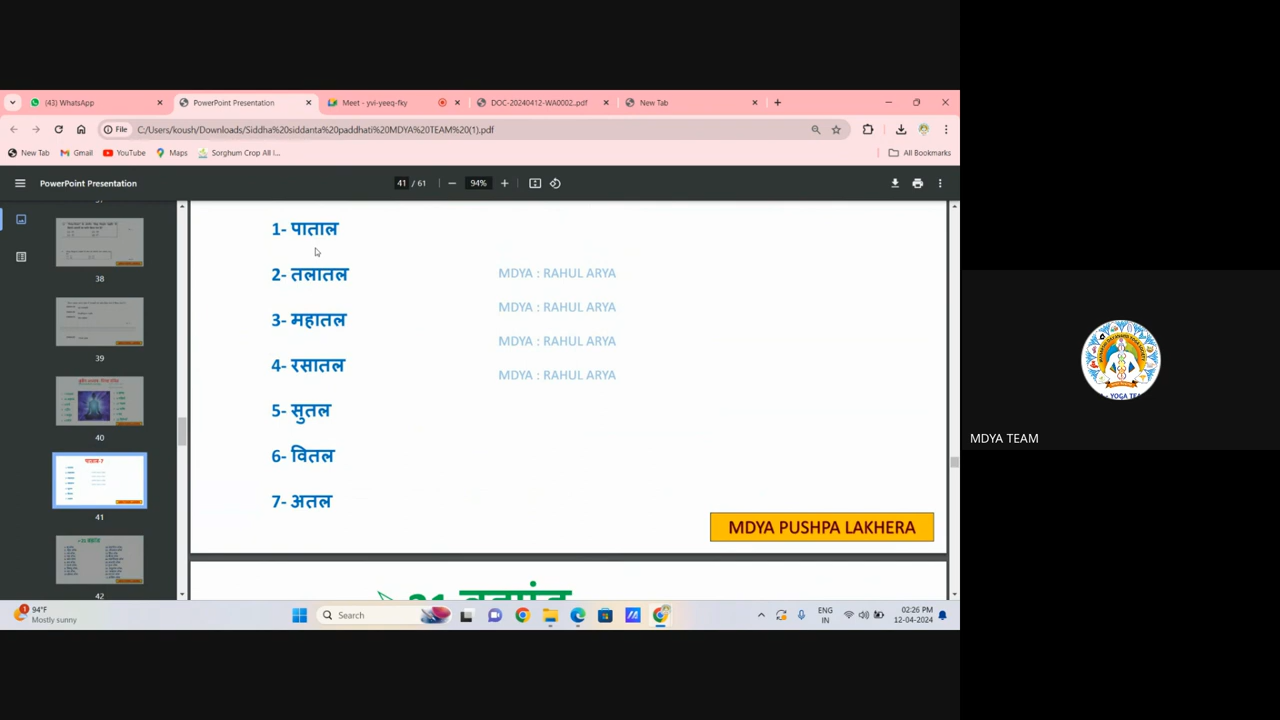 (43) WhatsApp
PowerPoint Presentation
Meet - yvi-yeeq-fky
DOC-20240412-WA0002..pdf
New Tab
File
C:/Users/koush/Downloads/Siddha%20siddanta%20paddhati%20MDYA%20TEAM%20(1).pdf
New Tab
Gmail
YouTube
Maps
Sorghum Crop All I...
All Bookmarks
PowerPoint Presentation
41 / 61
94%
38
39
40
पाताल-7
41
42
1- पाताल
2- तलातल
3- महातल
4- रसातल
5- सुतल
6- वितल
7- अतल
MDYA : RAHUL ARYA
MDYA : RAHUL ARYA
MDYA : RAHUL ARYA
MDYA : RAHUL ARYA
MDYA PUSHPA LAKHERA
94°F
Mostly sunny
Search
ENG
IN
02:26 PM
12-04-2024
MDYA TEAM